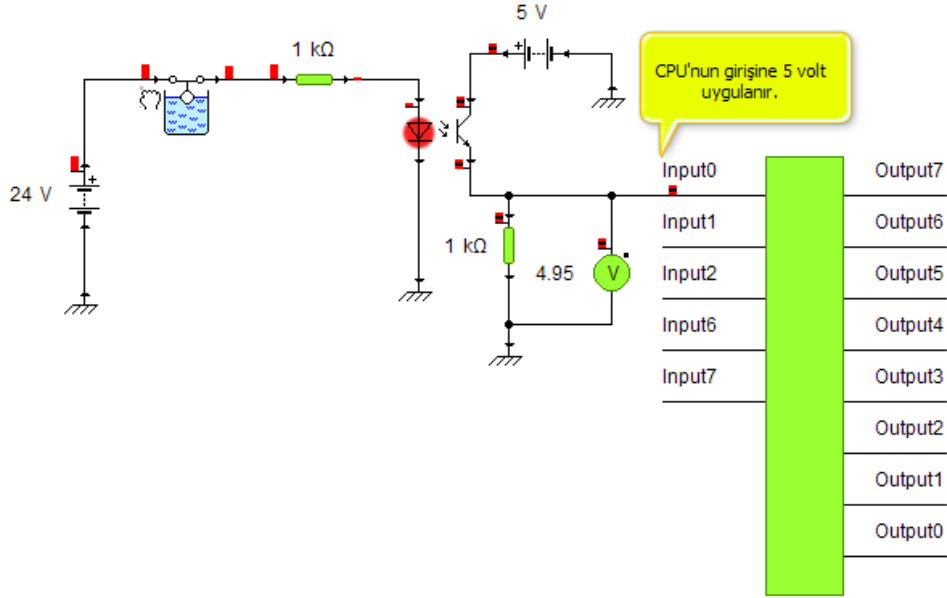 5 V
1 kΩ
CPU'nun girişine 5 volt
uygulanır.
24 V
+
+
1 kΩ
4.95
V
Input0
Input1
Input2
Input6
Input7
Output7
Output6
Output5
Output4
Output3
Output2
Output1
Output0